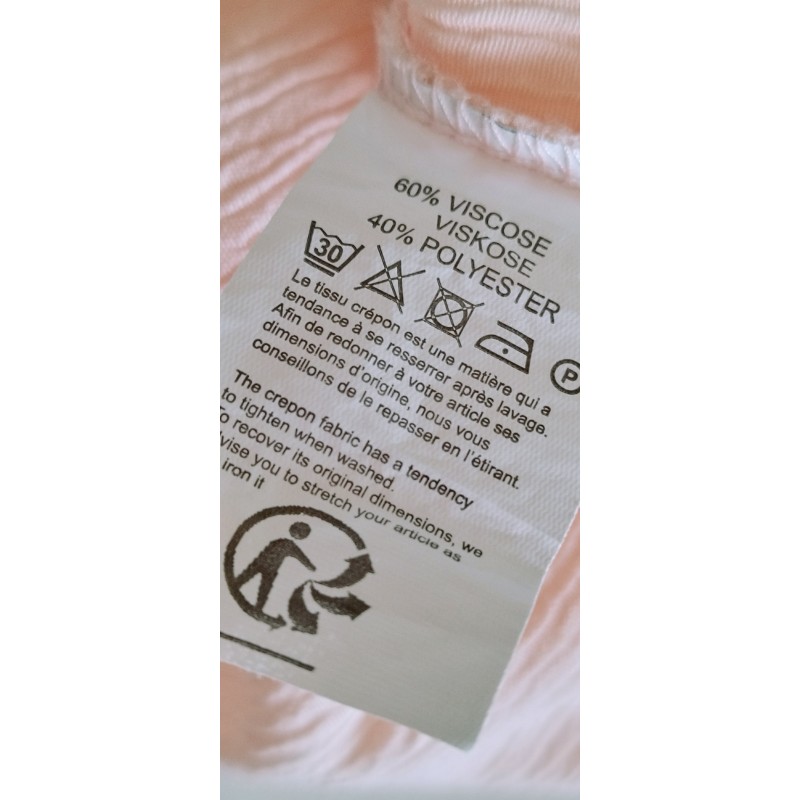 60% VISCOSE
VISKOSE
40% POLYESTER
30
P
Le tissu crépon est une matière qui a
tendance à se resserrer après lavage.
Afin de redonner à votre article ses
dimensions d'origine, nous vous
conseillons de le repasser en l'étirant.
The crepon fabric has a tendency
to tighten when washed.
To recover its original dimensions, we
vise you to stretch your article as
iron it